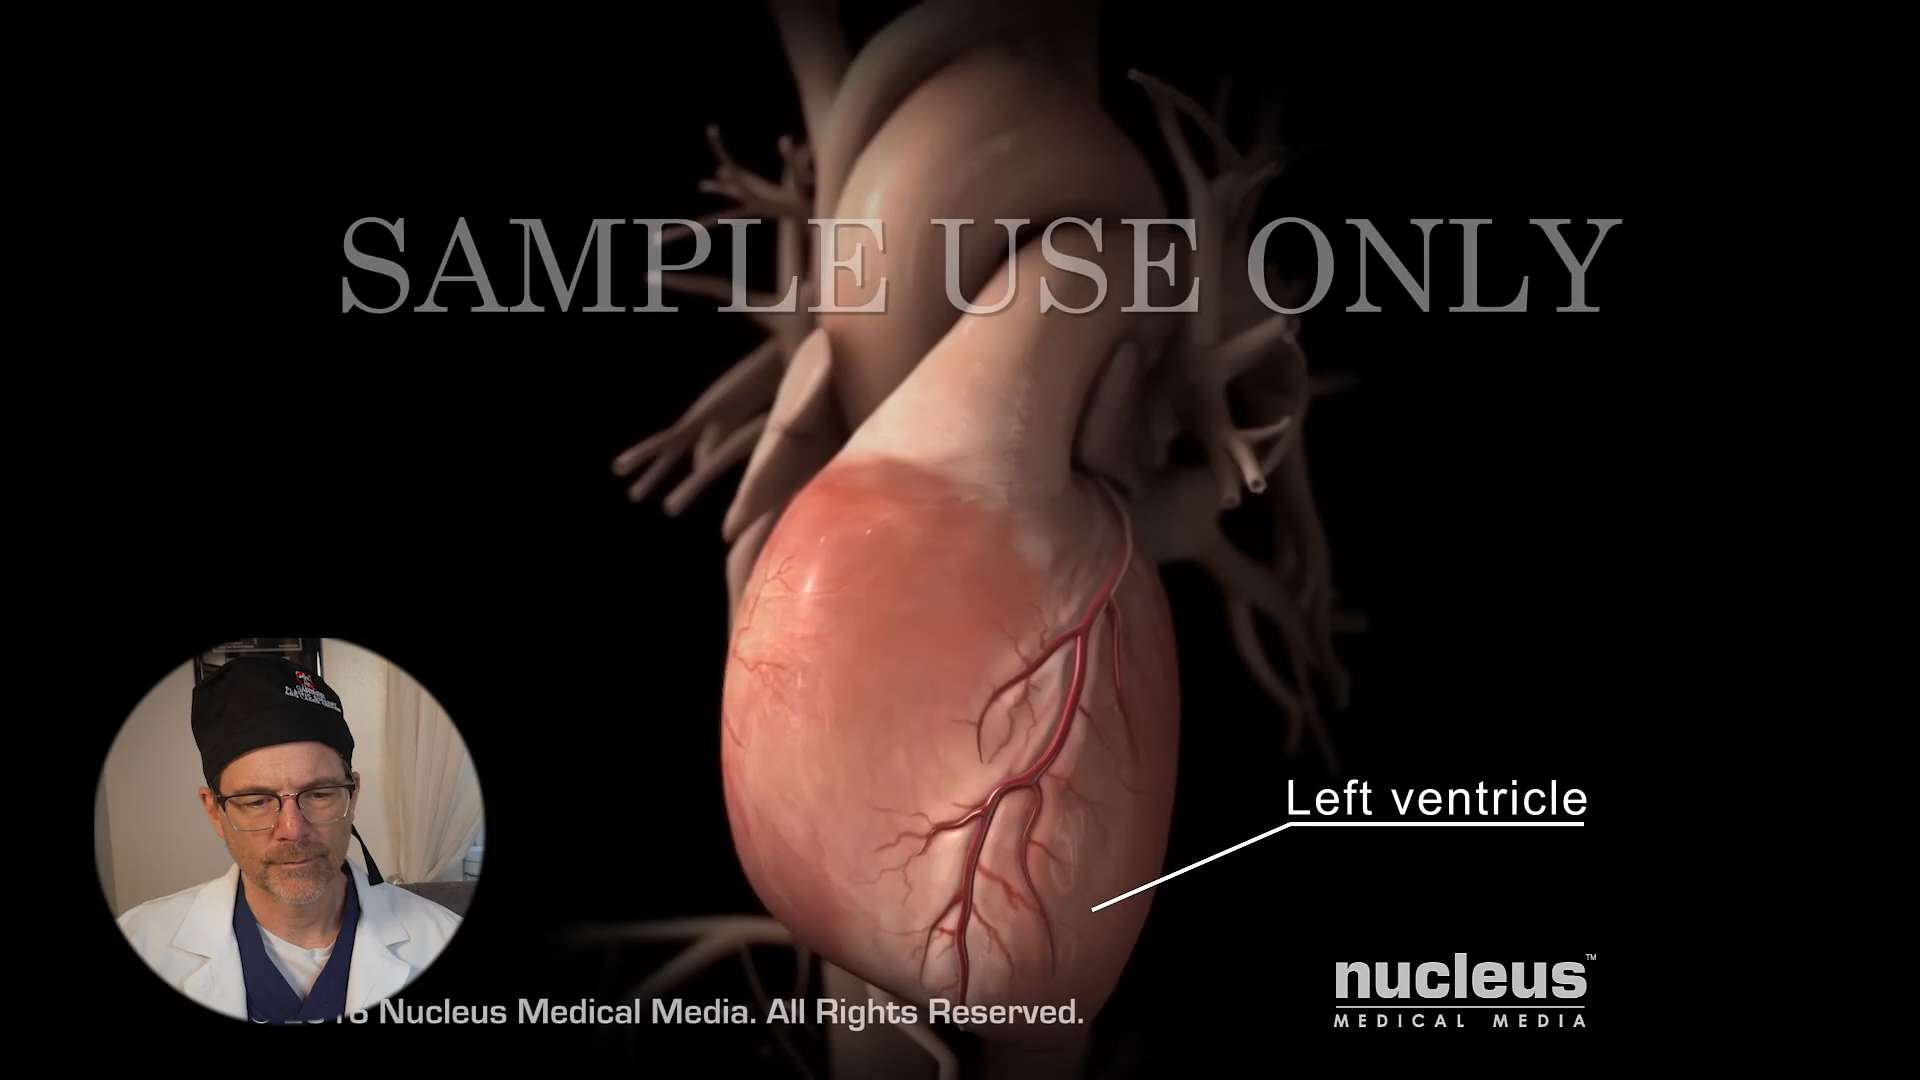 SAMPLE USE ONLY
Left ventricle
nucleus™
MEDICAL MEDIA
Nucleus Medical Media. All Rights Reserved.